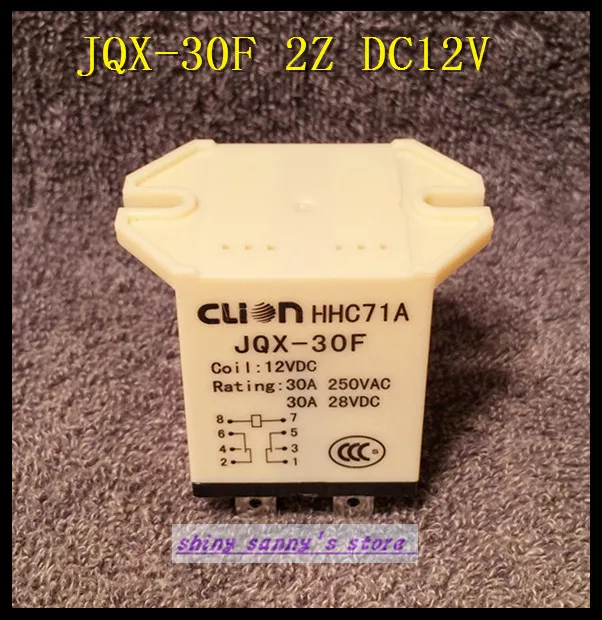 JQX-30F 2Z DC12V
CLION HHC71A
JQX-30F
Coil:12VDC
Rating:30A 250VAC
30A 28VDC
8 7
6 5
4 3
2 1
CCC S
shiny sanny's store